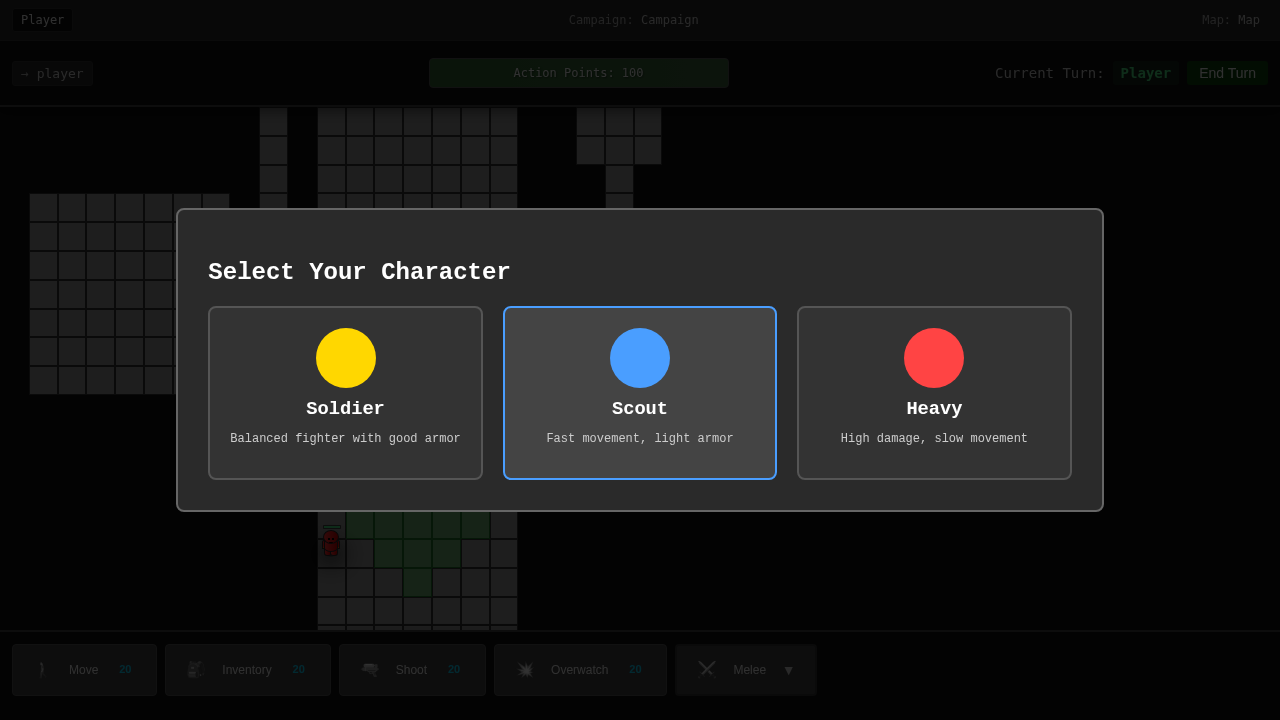 Player
Campaign: Campaign
Map: Map
→ player
Action Points: 100
Current Turn: Player
End Turn
Select Your Character
Soldier
Balanced fighter with good armor
Scout
Fast movement, light armor
Heavy
High damage, slow movement
Move 20
Inventory 20
Shoot 20
Overwatch 20
Melee ▼